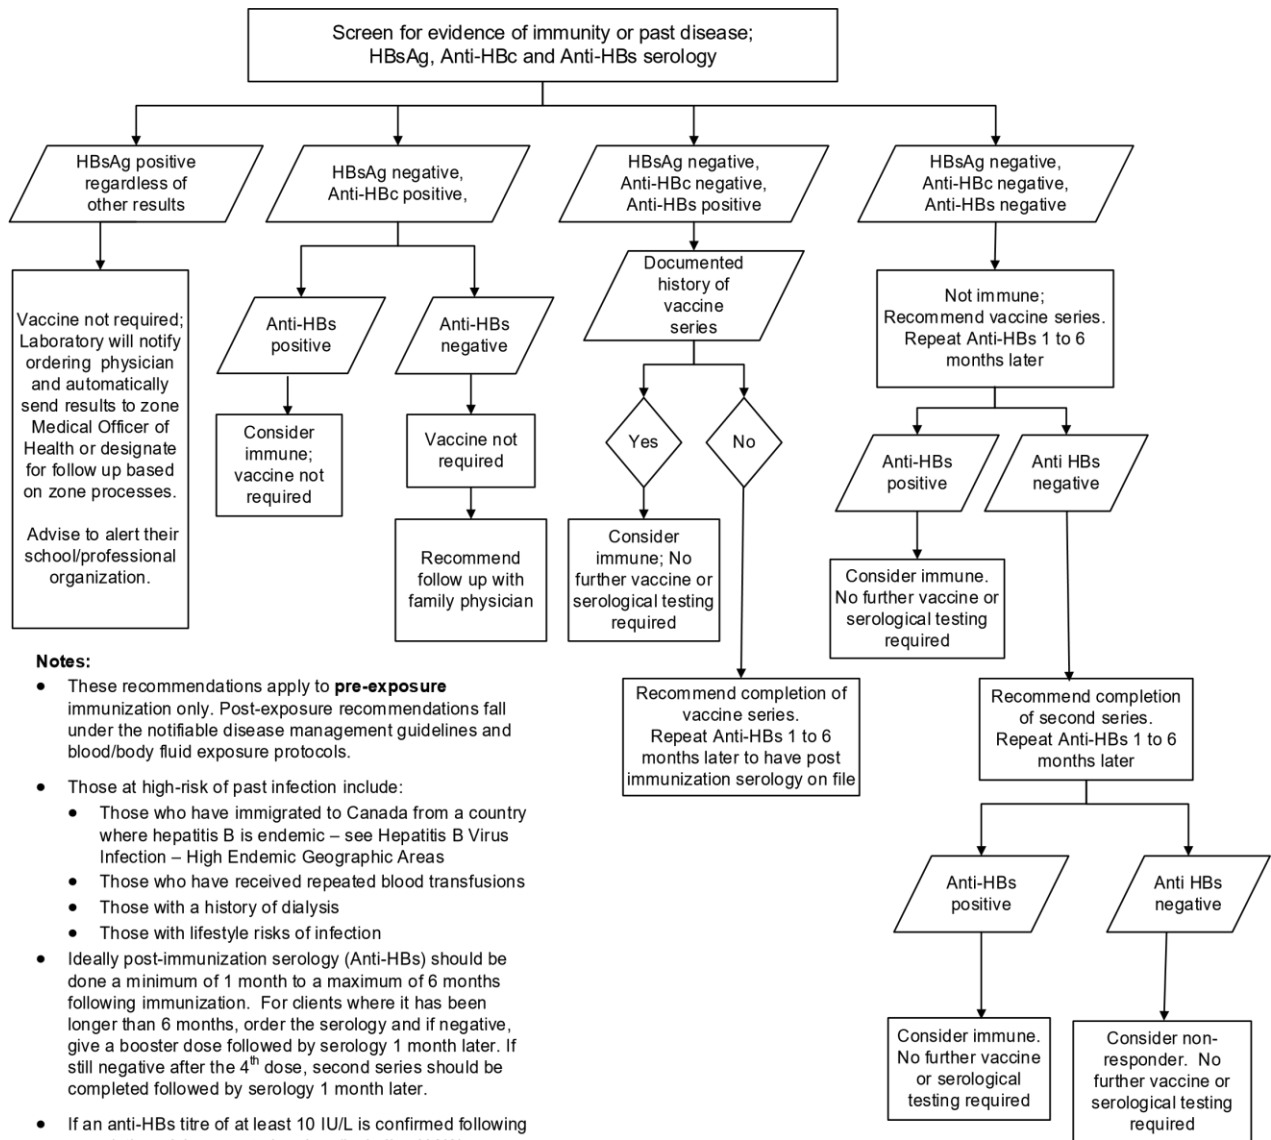 Screen for evidence of immunity or past disease;
HBsAg, Anti-HBc and Anti-HBs serology
HBsAg positive
regardless of
other results
HBsAg negative,
Anti-HBc positive,
HBsAg negative,
Anti-HBc negative,
Anti-HBs positive
HBsAg negative,
Anti-HBc negative,
Anti-HBs negative
Vaccine not required;
Laboratory will notify
ordering physician
and automatically
send results to zone
Medical Officer of
Health or designate
for follow up based
on zone processes.
Advise to alert their
school/professional
organization.
Anti-HBs
positive
Anti-HBs
negative
Consider
immune;
vaccine not
required
Vaccine not
required
Recommend
follow up with
family physician
Documented
history of
vaccine
series
Yes
No
Consider
immune; No
further vaccine or
serological testing
required
Recommend completion of
vaccine series.
Repeat Anti-HBs 1 to 6
months later to have post
immunization serology on file
Not immune;
Recommend vaccine series.
Repeat Anti-HBs 1 to 6
months later
Anti-HBs
positive
Anti HBs
negative
Consider immune.
No further vaccine or
serological testing
required
Recommend completion
of second series.
Repeat Anti-HBs 1 to 6
months later
Anti-HBs
positive
Anti HBs
negative
Consider immune.
No further vaccine
or serological
testing required
Consider non-
responder. No
further vaccine or
serological testing
required
Notes:
● These recommendations apply to pre-exposure
immunization only. Post-exposure recommendations fall
under the notifiable disease management guidelines and
blood/body fluid exposure protocols.
● Those at high-risk of past infection include:
● Those who have immigrated to Canada from a country
where hepatitis B is endemic – see Hepatitis B Virus
Infection – High Endemic Geographic Areas
● Those who have received repeated blood transfusions
● Those with a history of dialysis
● Those with lifestyle risks of infection
● Ideally post-immunization serology (Anti-HBs) should be
done a minimum of 1 month to a maximum of 6 months
following immunization. For clients where it has been
longer than 6 months, order the serology and if negative,
give a booster dose followed by serology 1 month later. If
still negative after the 4th dose, second series should be
completed followed by serology 1 month later.
● If an anti-HBs titre of at least 10 IU/L is confirmed following